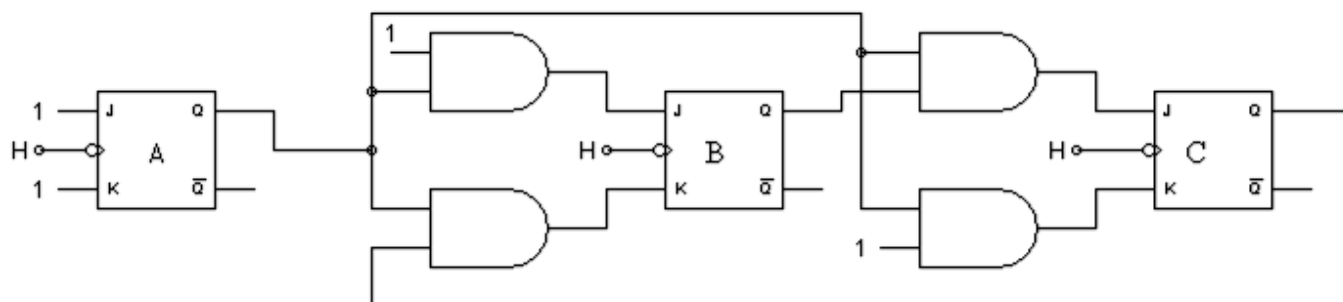 1
1 J Q J Q J Q
H A H B H C
1 K Q̅ K Q̅ K Q̅
1